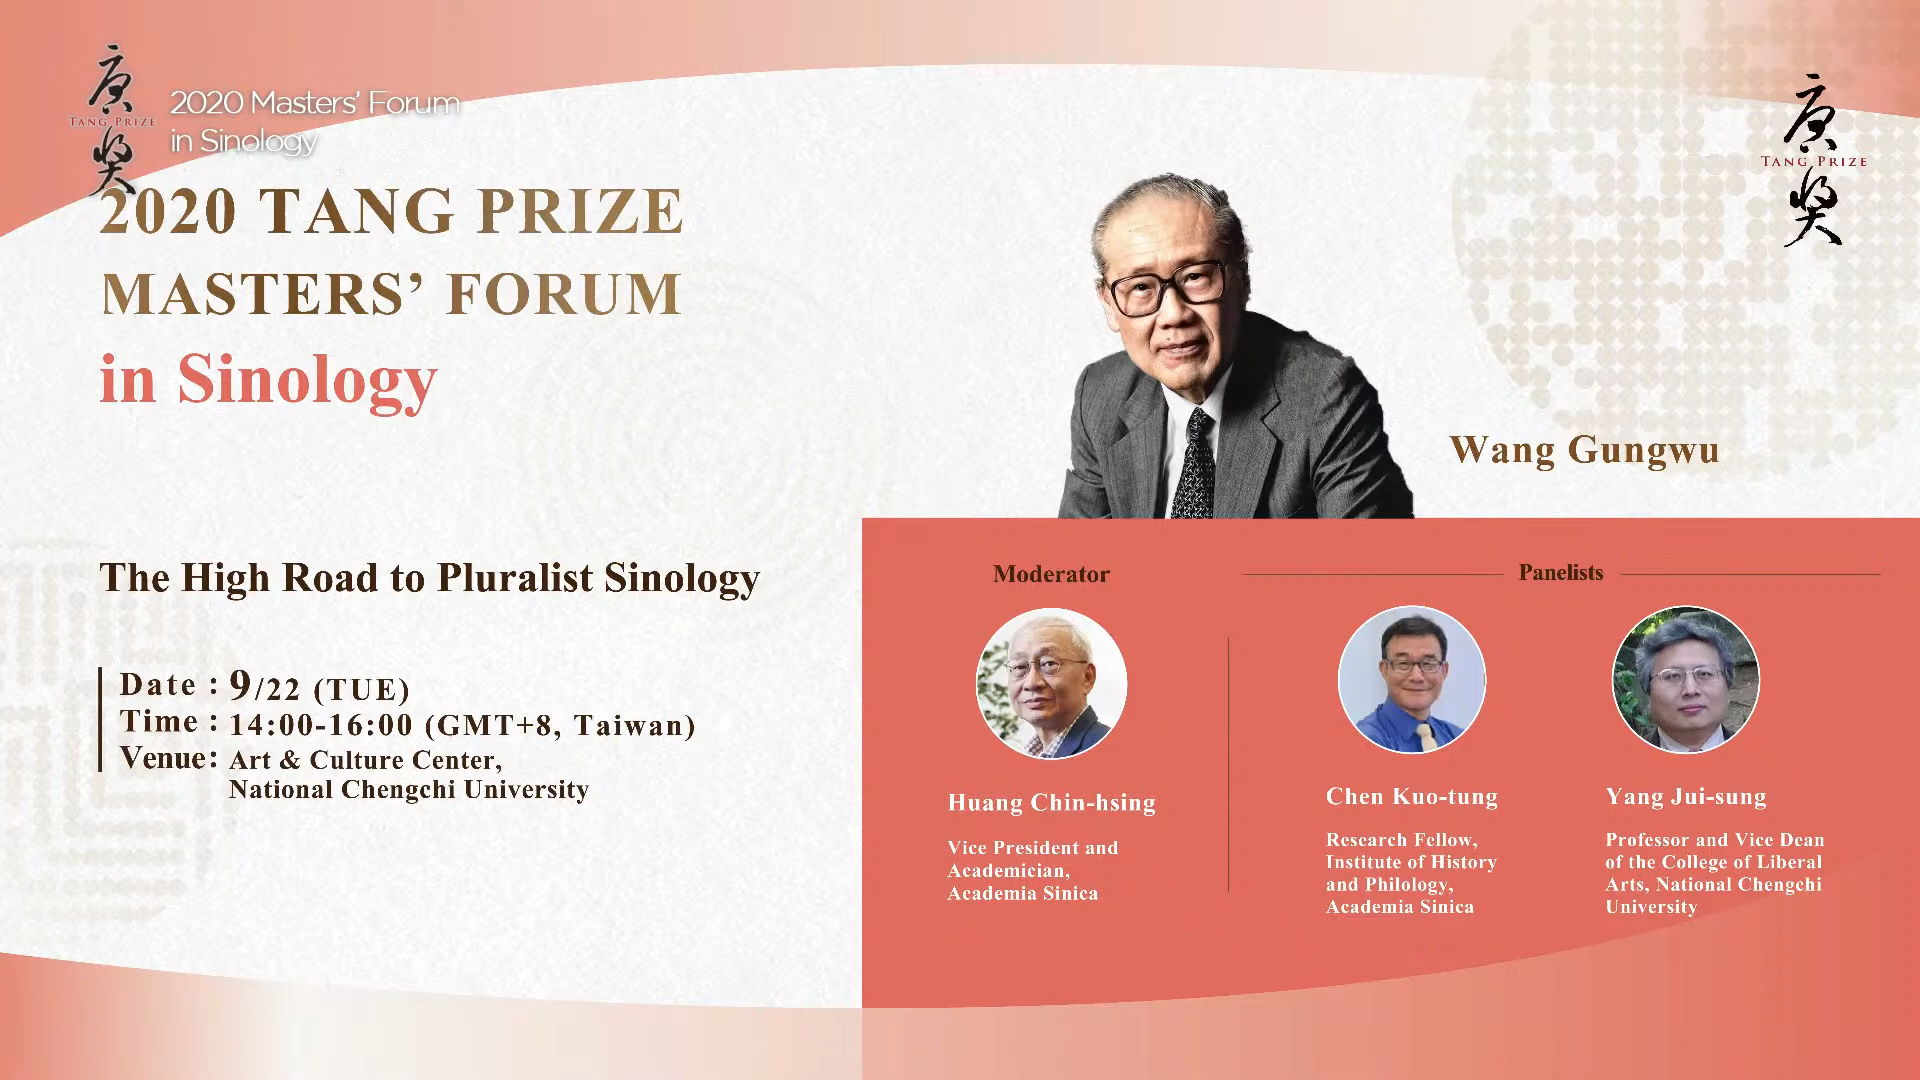 唐
TANG PRIZE
獎
2020 Masters' Forum
in Sinology
2020 TANG PRIZE
MASTERS' FORUM
in Sinology
唐
TANG PRIZE
獎
Wang Gungwu
The High Road to Pluralist Sinology
Date : 9/22 (TUE)
Time : 14:00-16:00 (GMT+8, Taiwan)
Venue: Art & Culture Center,
National Chengchi University
Moderator
Huang Chin-hsing
Vice President and
Academician,
Academia Sinica
Panelists
Chen Kuo-tung
Research Fellow,
Institute of History
and Philology,
Academia Sinica
Yang Jui-sung
Professor and Vice Dean
of the College of Liberal
Arts, National Chengchi
University